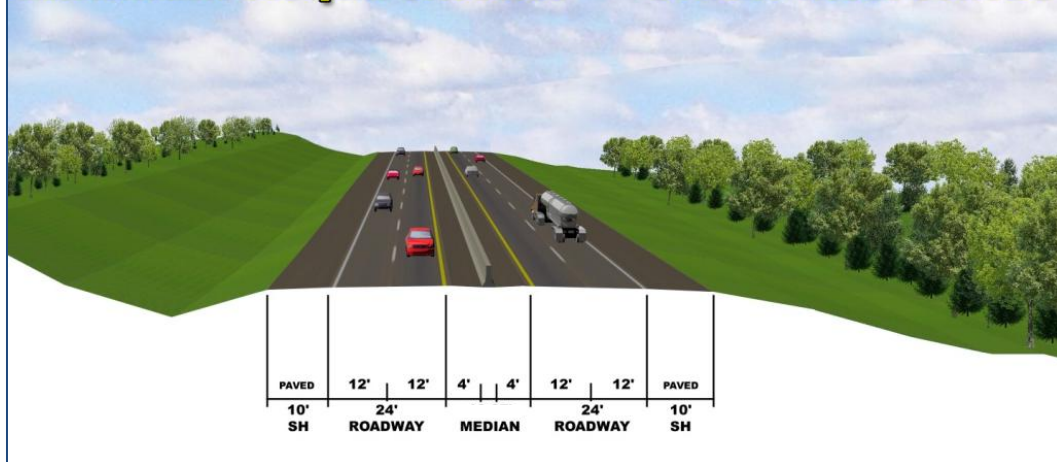 PAVED 12' 12' 4' 4' 12' 12' PAVED
10' 24' 24' 10'
SH ROADWAY MEDIAN ROADWAY SH